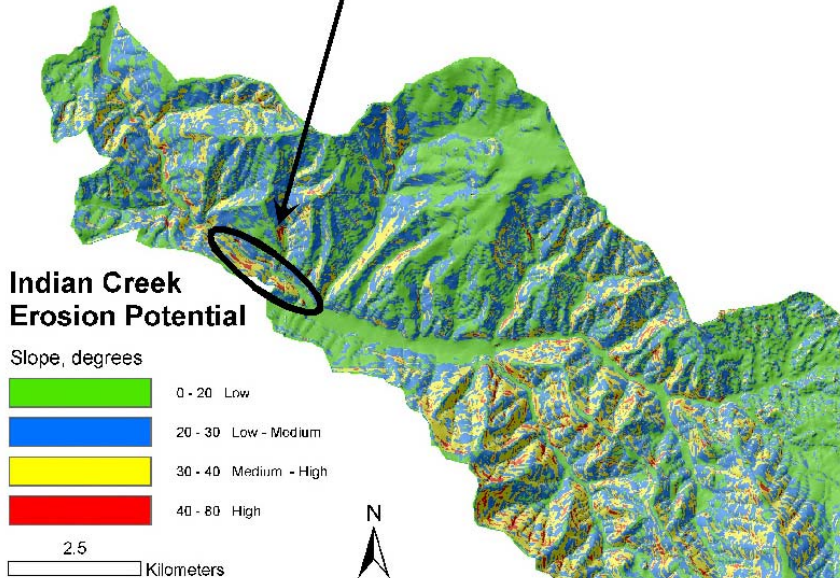 Indian Creek
Erosion Potential
Slope, degrees
0 - 20 Low
20 - 30 Low - Medium
30 - 40 Medium - High
40 - 80 High
2.5
Kilometers
N